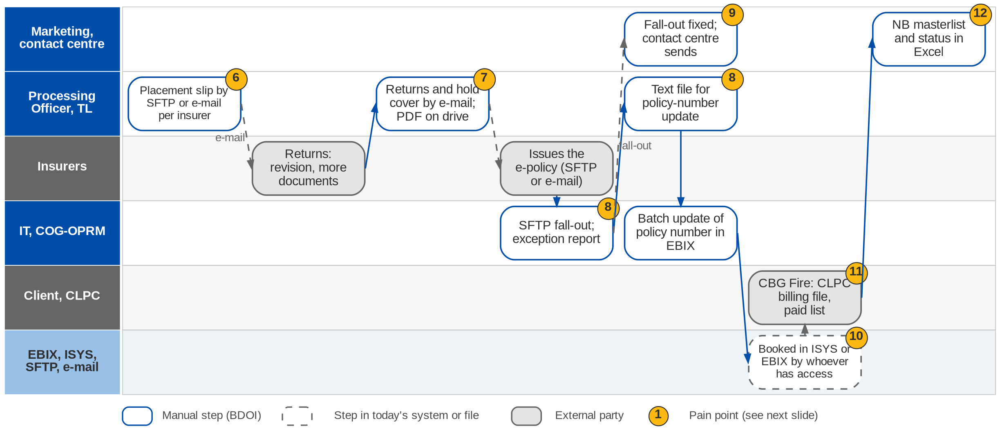 Marketing,
contact centre
9
Fall-out fixed;
contact centre
sends
12
NB masterlist
and status in
Excel
Processing
Officer, TL
6
Placement slip by
SFTP or e-mail
per insurer
7
Returns and hold
cover by e-mail;
PDF on drive
8
Text file for
policy-number
update
e-mail
fall-out
Insurers
Returns:
revision, more
documents
Issues the
e-policy (SFTP
or e-mail)
IT, COG-OPRM
8
SFTP fall-out;
exception report
Batch update of
policy number in
EBIX
Client, CLPC
11
CBG Fire: CLPC
billing file,
paid list
EBIX, ISYS,
SFTP, e-mail
10
Booked in ISYS or
EBIX by whoever
has access
Manual step (BDOI)
Step in today's system or file
External party
1
Pain point (see next slide)